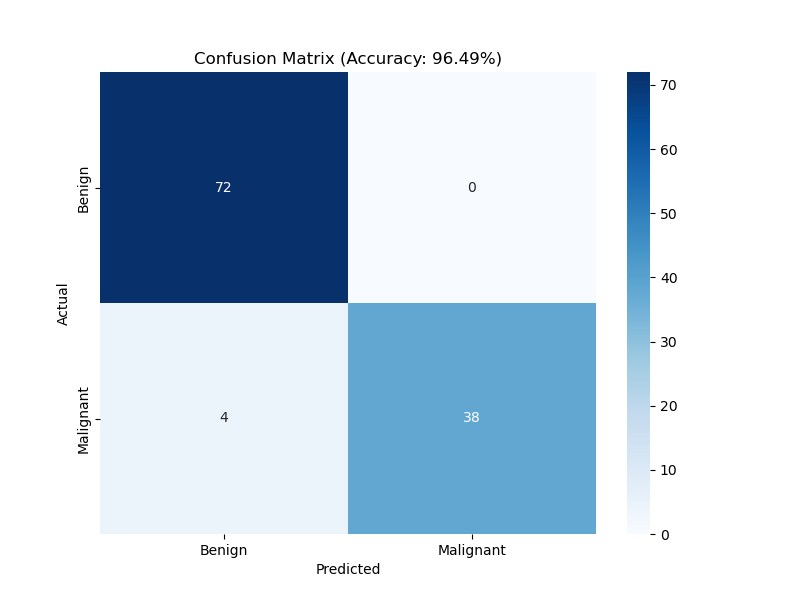 Confusion Matrix (Accuracy: 96.49%)
Actual
Benign
Malignant
72
0
4
38
Benign
Malignant
Predicted
70
60
50
40
30
20
10
0